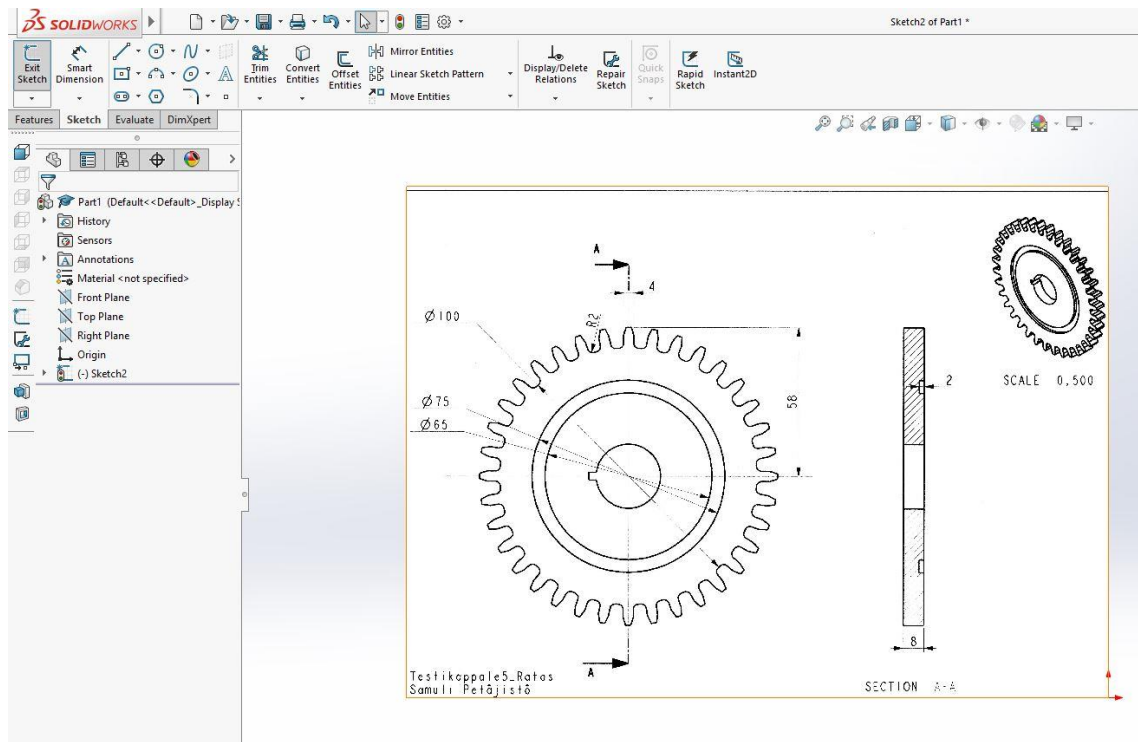 SOLIDWORKS
Sketch2 of Part1 *
Exit Sketch
Smart Dimension
Trim Entities
Convert Entities
Offset Entities
Mirror Entities
Linear Sketch Pattern
Move Entities
Display/Delete Relations
Repair Sketch
Quick Snaps
Rapid Sketch
Instant2D
Features Sketch Evaluate DimXpert
Part1 (Default<<Default>_Display S
History
Sensors
Annotations
Material <not specified>
Front Plane
Top Plane
Right Plane
Origin
(-) Sketch2
A
4
Ø100
R2
Ø75
Ø65
58
2
SCALE 0,500
8
A
Testikappale5_Ratas
Samuli Petäjistö
SECTION A-A